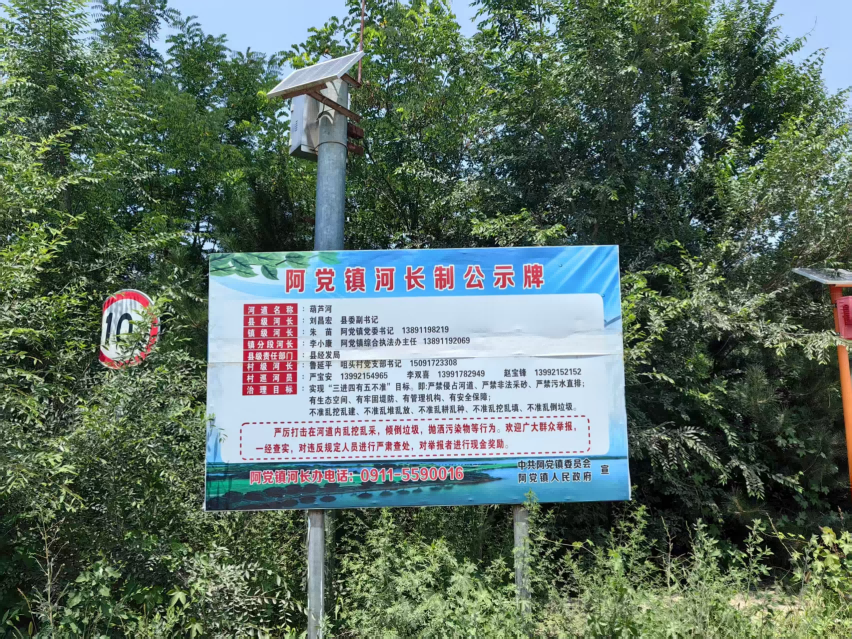 阿党镇河长制公示牌
河道名称：葫芦河
县级河长：刘昌宏 县委副书记
镇级河长：朱苗 阿党镇党委书记 13891198219
镇分段河长：李小康 阿党镇综合执法办主任 13891192069
县级责任部门：县经发局
村级河长：鲁延平 咀头村党支部书记 15091723308
村巡河员：严宝安 13992154965 李双喜 13991782949 赵宝锋 13992152152
治理目标：实现“三进四有五不准”目标。即：严禁侵占河道、严禁非法采砂、严禁污水直排；
有生态空间、有牢固堤防、有管理机构、有安全保障；
不准乱挖乱建、不准乱堆乱放、不准乱耕乱种、不准乱挖乱填、不准乱倒垃圾。
严厉打击在河道内乱挖乱采，倾倒垃圾，抛洒污染物等行为。欢迎广大群众举报，
一经查实，对违反规定人员进行严肃查处，对举报者进行现金奖励。
阿党镇河长办电话：0911-5590016
中共阿党镇委员会
阿党镇人民政府 宣
10